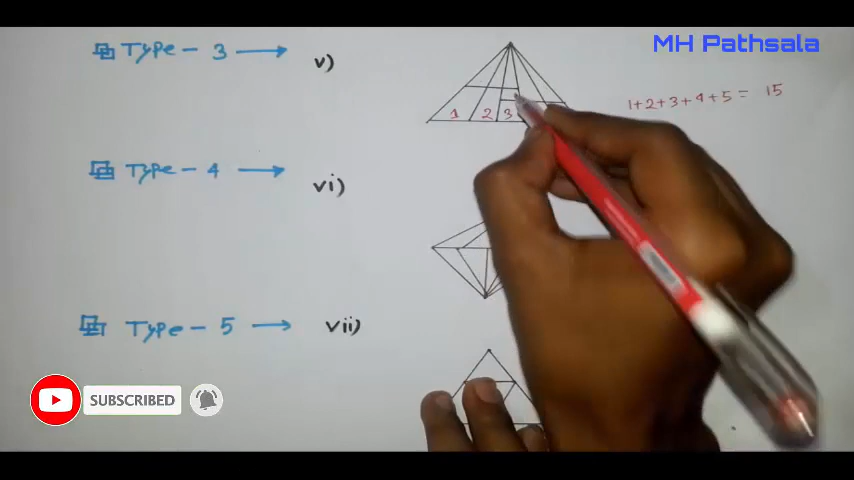 MH Pathsala
Type - 3 v)
1+2+3+4+5 = 15
1 2 3
Type - 4 vi)
Type - 5 vii)
SUBSCRIBED